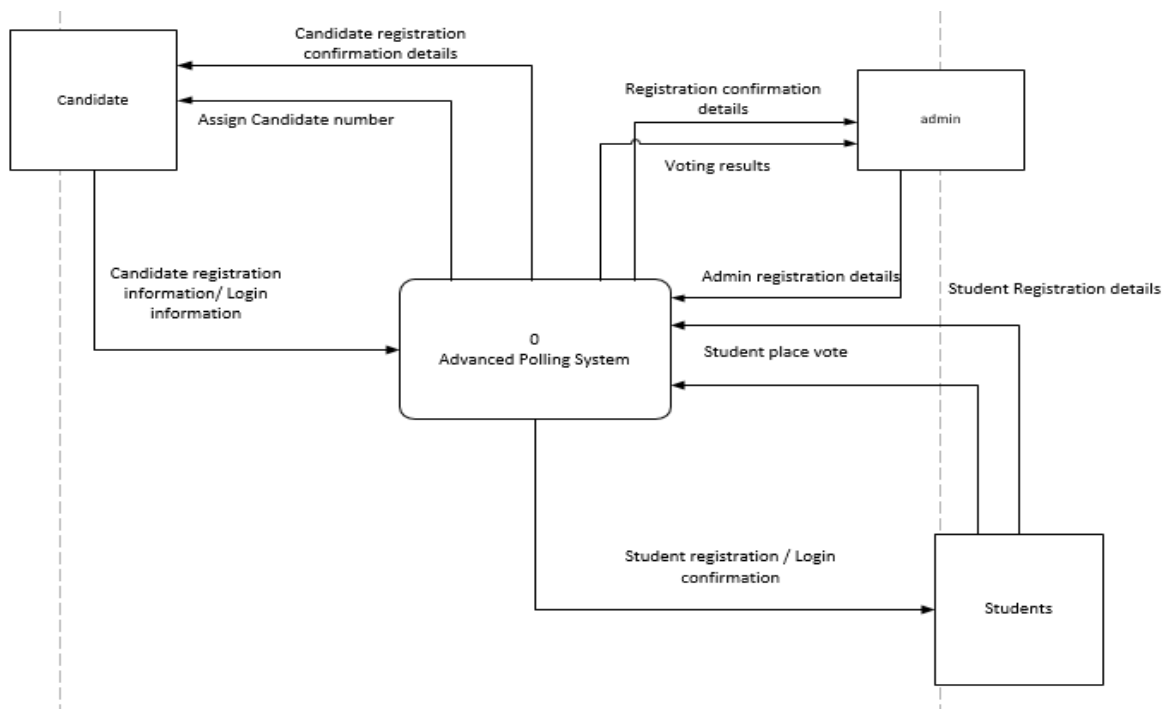 Candidate registration
confirmation details
Candidate
Assign Candidate number
Registration confirmation
details
admin
Voting results
Candidate registration
information/ Login
information
Admin registration details
Student Registration details
0
Advanced Polling System
Student place vote
Student registration / Login
confirmation
Students